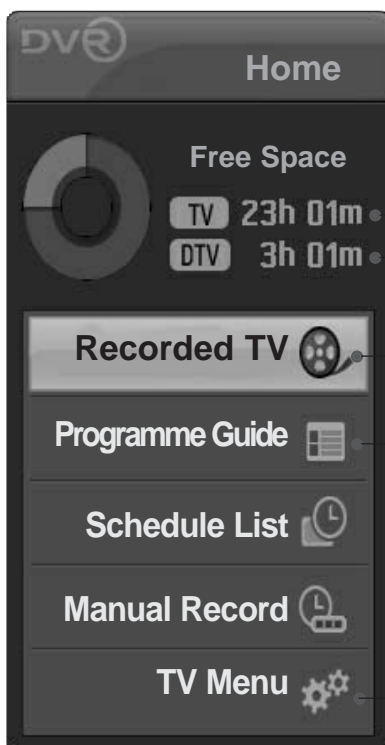 DVR
Home
Free Space
TV 23h 01m
DTV 3h 01m
Recorded TV
Programme Guide
Schedule List
Manual Record
TV Menu